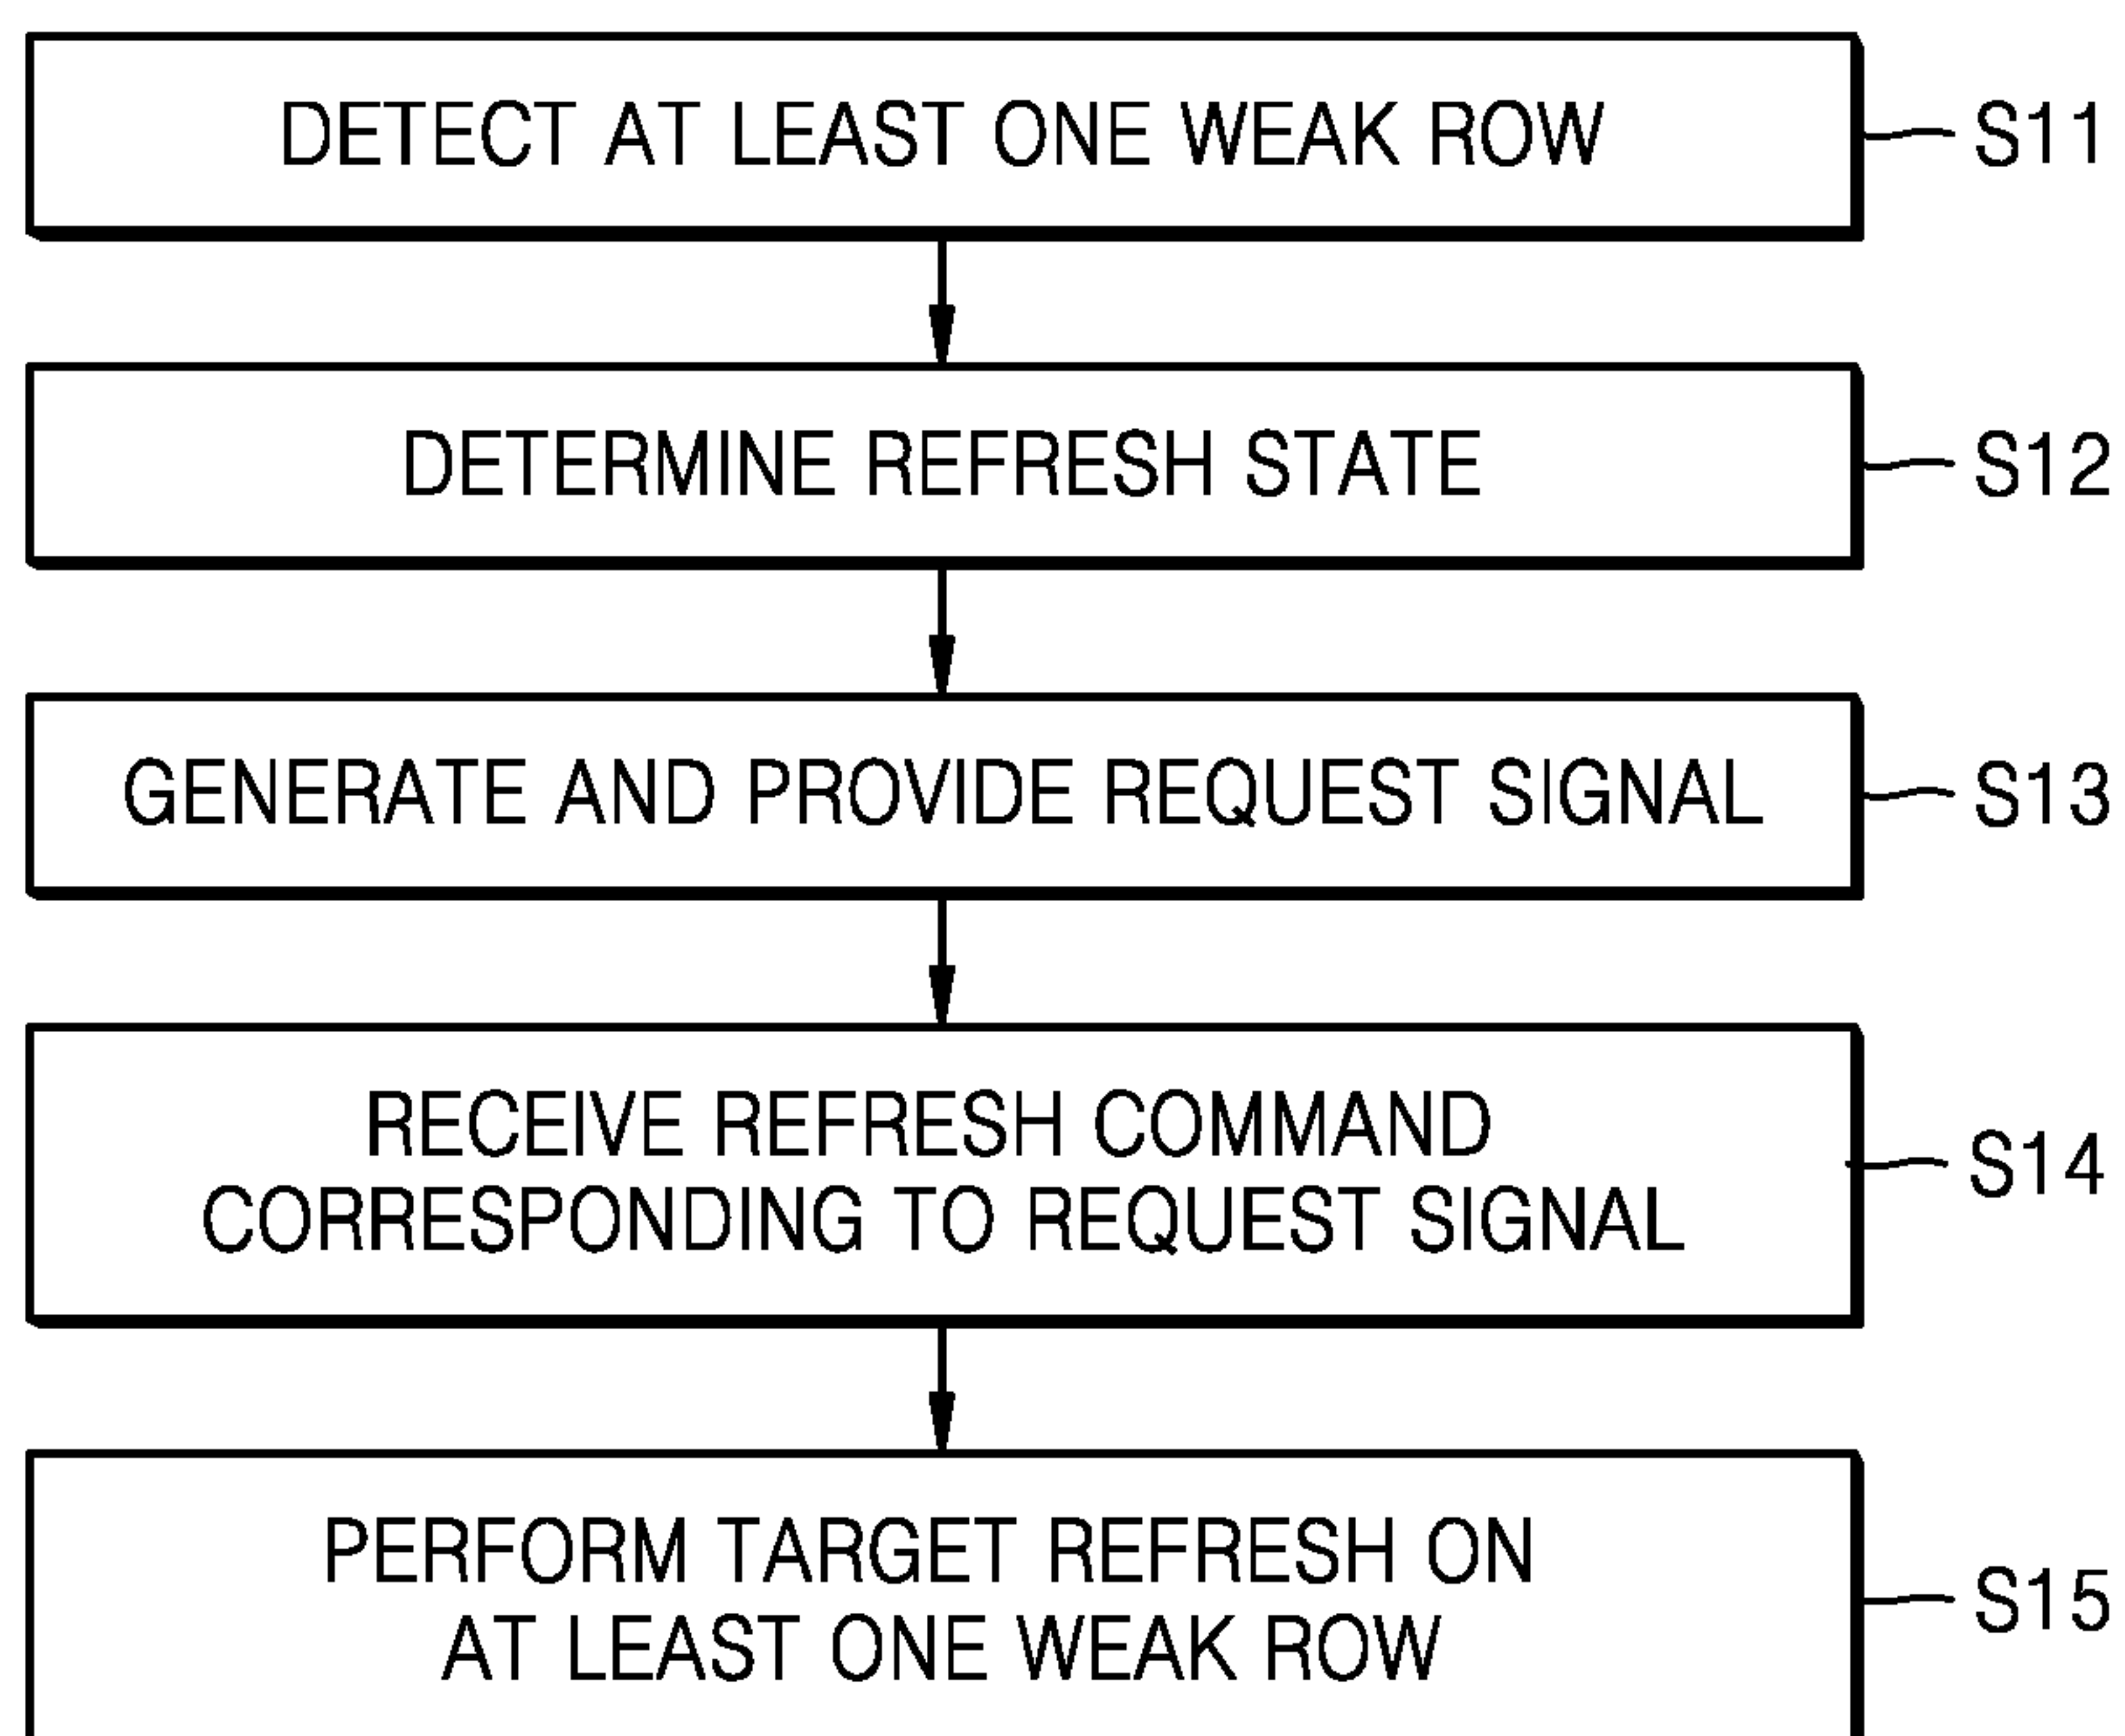 DETECT AT LEAST ONE WEAK ROW
S11
DETERMINE REFRESH STATE
S12
GENERATE AND PROVIDE REQUEST SIGNAL
S13
RECEIVE REFRESH COMMAND
CORRESPONDING TO REQUEST SIGNAL
S14
PERFORM TARGET REFRESH ON
AT LEAST ONE WEAK ROW
S15